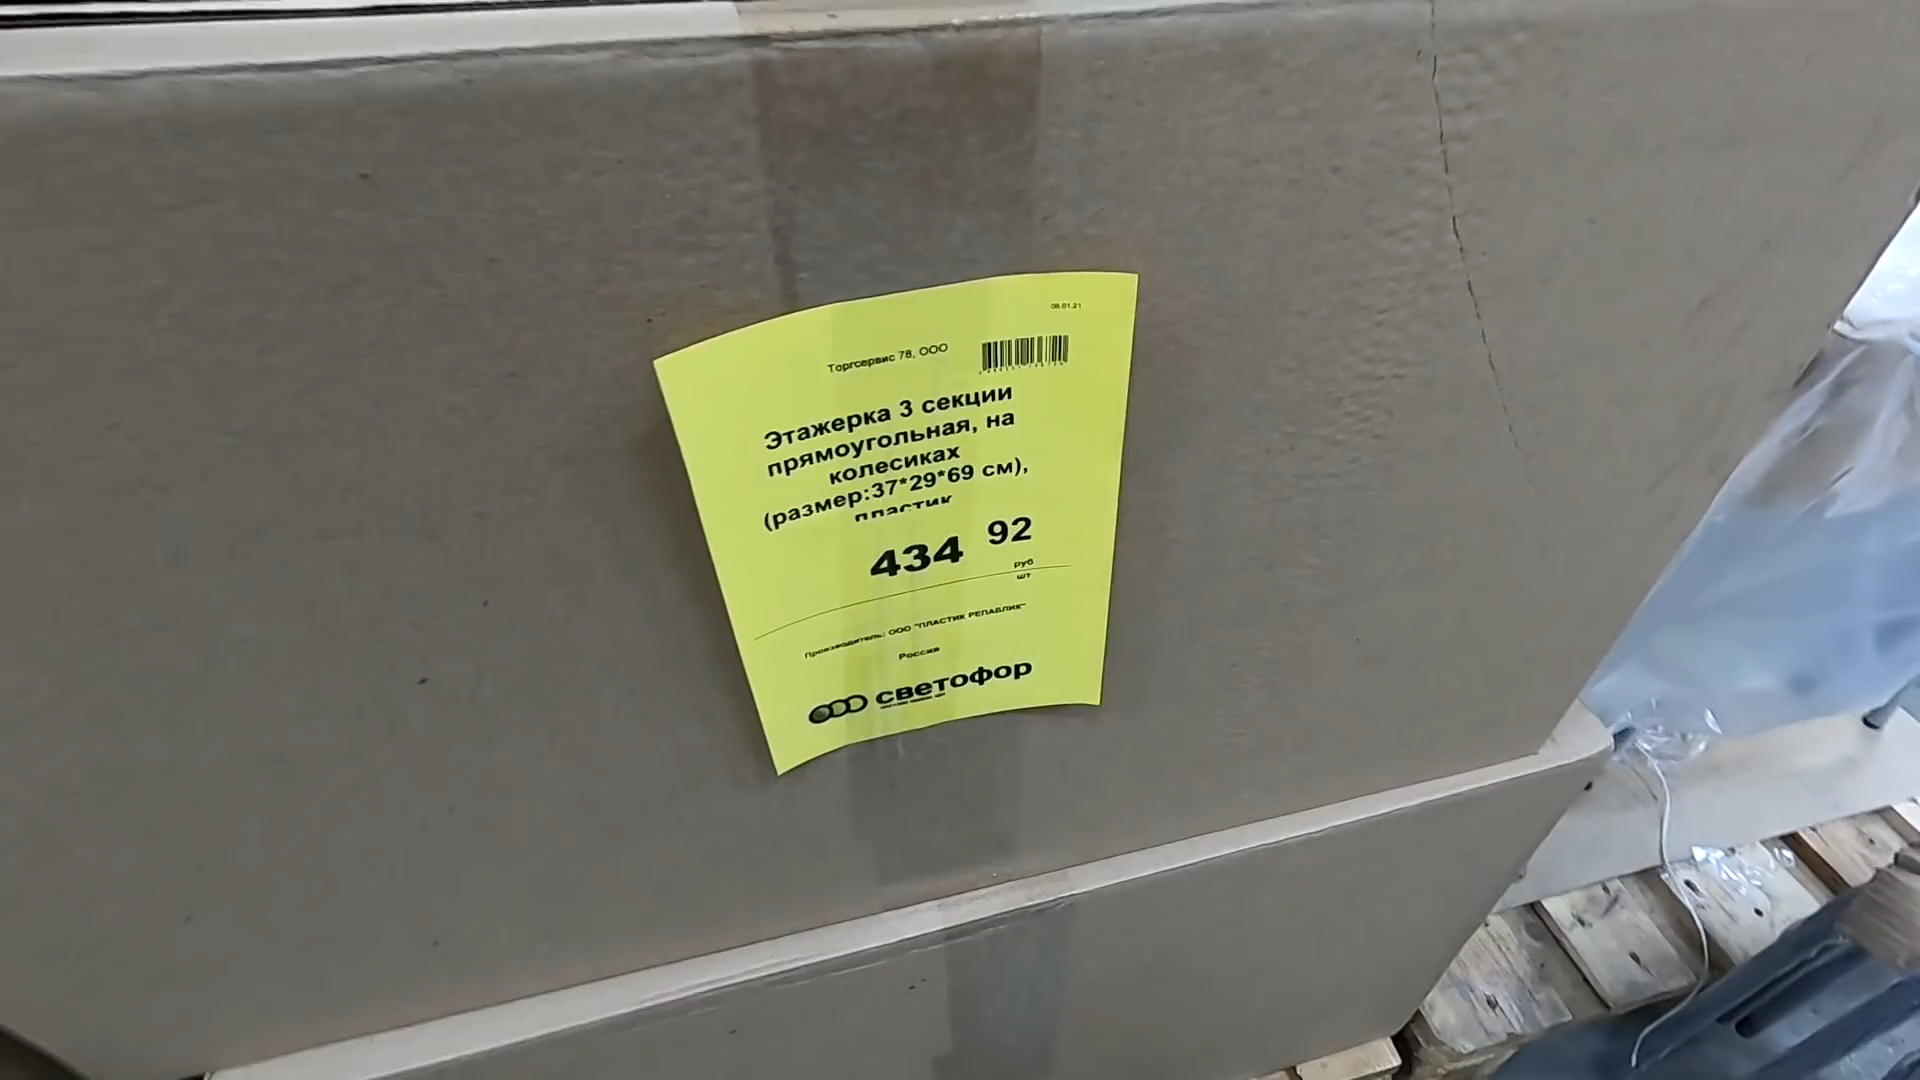 08.01.21
Торгсервис 78, ООО
Этажерка 3 секции
прямоугольная, на
колесиках
(размер:37*29*69 см),
пластик
434 92
руб
шт
Производитель: ООО "ПЛАСТИК РЕПАБЛИК"
Россия
светофор